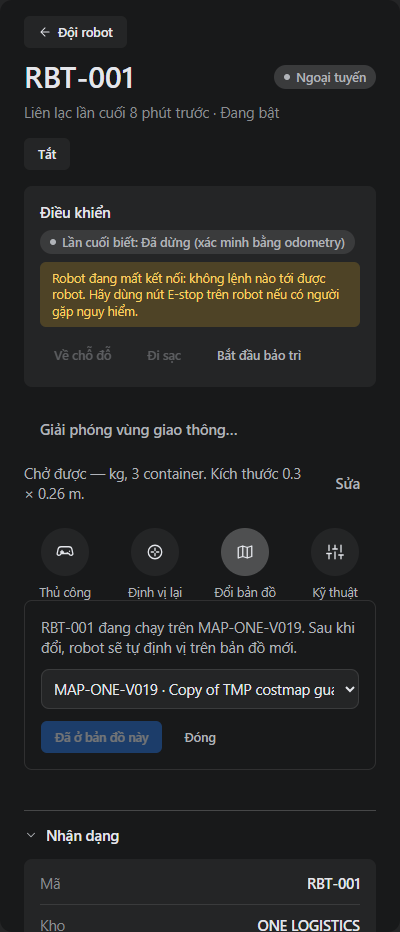 ← Đội robot
RBT-001
Ngoại tuyến
Liên lạc lần cuối 8 phút trước · Đang bật
Tắt
Điều khiển
Lần cuối biết: Đã dừng (xác minh bằng odometry)
Robot đang mất kết nối: không lệnh nào tới được
robot. Hãy dùng nút E-stop trên robot nếu có người
gặp nguy hiểm.
Về chỗ đỗ
Đi sạc
Bắt đầu bảo trì
Giải phóng vùng giao thông...
Chở được — kg, 3 container. Kích thước 0.3
× 0.26 m.
Sửa
Thủ công
Định vị lại
Đổi bản đồ
Kỹ thuật
RBT-001 đang chạy trên MAP-ONE-V019. Sau khi
đổi, robot sẽ tự định vị trên bản đồ mới.
MAP-ONE-V019 · Copy of TMP costmap gua
Đã ở bản đồ này
Đóng
Nhận dạng
Mã
RBT-001
Kho
ONE LOGISTICS